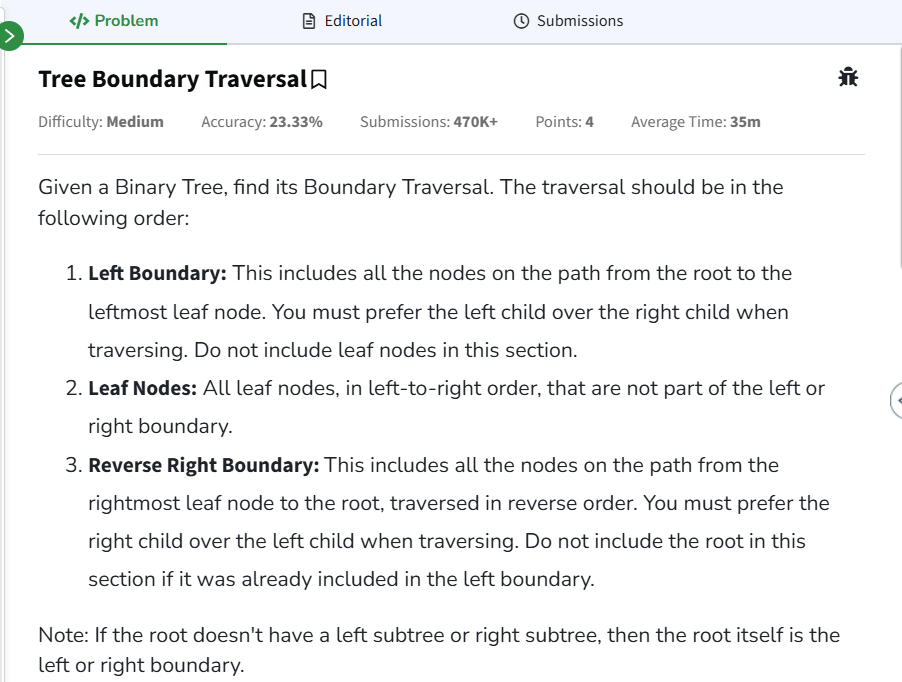 </> Problem
Editorial
Submissions
Tree Boundary Traversal
Difficulty: Medium Accuracy: 23.33% Submissions: 470K+ Points: 4 Average Time: 35m
Given a Binary Tree, find its Boundary Traversal. The traversal should be in the
following order:
1. Left Boundary: This includes all the nodes on the path from the root to the
leftmost leaf node. You must prefer the left child over the right child when
traversing. Do not include leaf nodes in this section.
2. Leaf Nodes: All leaf nodes, in left-to-right order, that are not part of the left or
right boundary.
3. Reverse Right Boundary: This includes all the nodes on the path from the
rightmost leaf node to the root, traversed in reverse order. You must prefer the
right child over the left child when traversing. Do not include the root in this
section if it was already included in the left boundary.
Note: If the root doesn't have a left subtree or right subtree, then the root itself is the
left or right boundary.